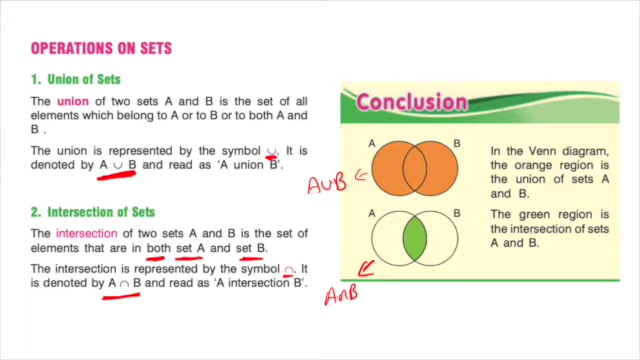 OPERATIONS ON SETS
1. Union of Sets
The union of two sets A and B is the set of all
elements which belong to A or to B or to both A and
B .
The union is represented by the symbol ∪. It is
denoted by A ∪ B and read as 'A union B'.
2. Intersection of Sets
The intersection of two sets A and B is the set of
elements that are in both set A and set B.
The intersection is represented by the symbol ∩. It
is denoted by A ∩ B and read as 'A intersection B'.
Conclusion
A B
A∪B
In the Venn diagram,
the orange region is
the union of sets A
and B.
A B
A∩B
The green region is
the intersection of sets
A and B.